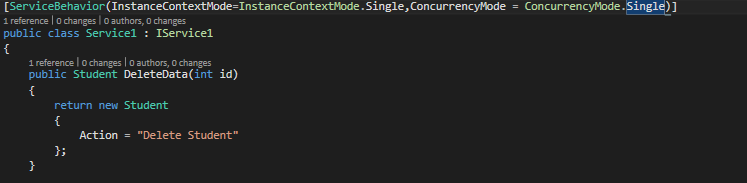 [ServiceBehavior(InstanceContextMode=InstanceContextMode.Single,ConcurrencyMode = ConcurrencyMode.Single)]
1 reference | 0 changes | 0 authors, 0 changes
public class Service1 : IService1
{
1 reference | 0 changes | 0 authors, 0 changes
public Student DeleteData(int id)
{
return new Student
{
Action = "Delete Student"
};
}